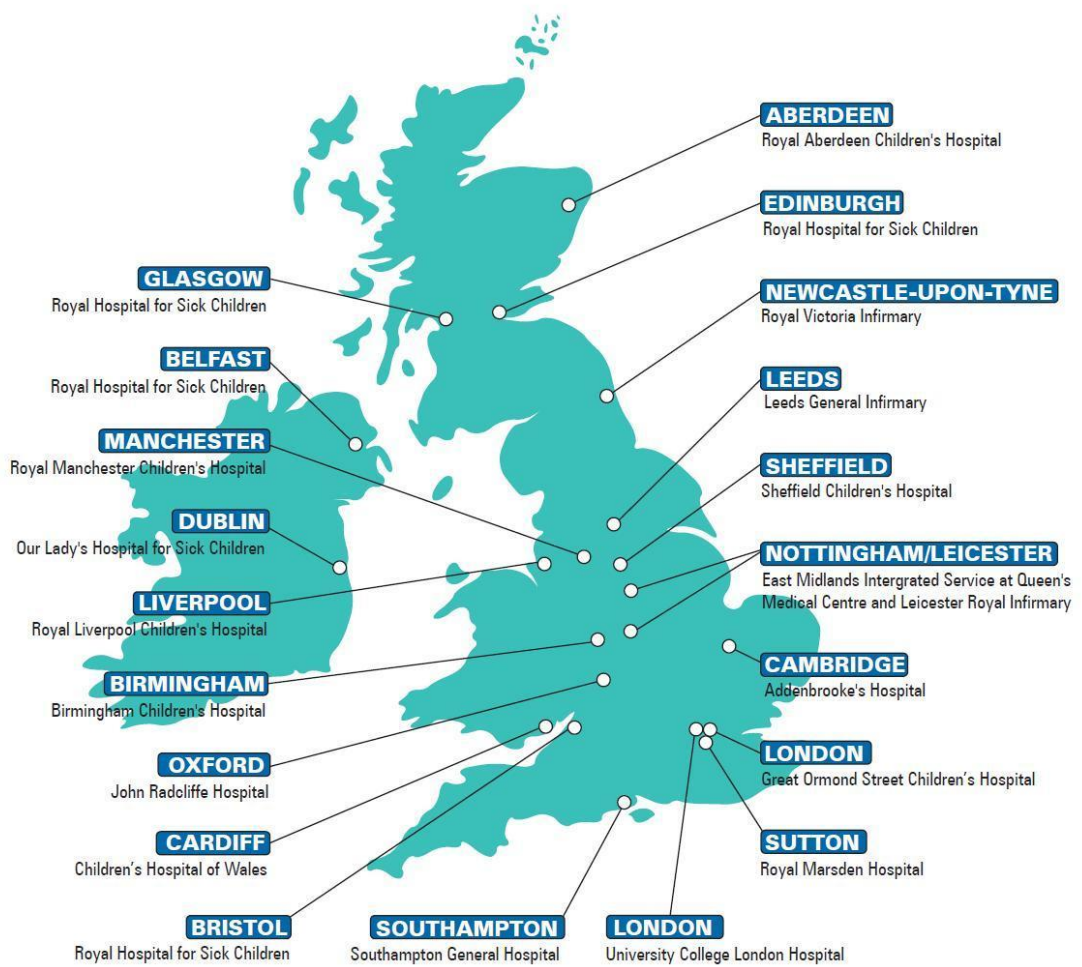 ABERDEEN
Royal Aberdeen Children's Hospital
EDINBURGH
Royal Hospital for Sick Children
GLASGOW
Royal Hospital for Sick Children
NEWCASTLE-UPON-TYNE
Royal Victoria Infirmary
BELFAST
Royal Hospital for Sick Children
LEEDS
Leeds General Infirmary
MANCHESTER
Royal Manchester Children's Hospital
SHEFFIELD
Sheffield Children's Hospital
DUBLIN
Our Lady's Hospital for Sick Children
NOTTINGHAM/LEICESTER
East Midlands Intergrated Service at Queen's
Medical Centre and Leicester Royal Infirmary
LIVERPOOL
Royal Liverpool Children's Hospital
CAMBRIDGE
Addenbrooke's Hospital
BIRMINGHAM
Birmingham Children's Hospital
LONDON
Great Ormond Street Children’s Hospital
OXFORD
John Radcliffe Hospital
SUTTON
Royal Marsden Hospital
CARDIFF
Children’s Hospital of Wales
BRISTOL
Royal Hospital for Sick Children
SOUTHAMPTON
Southampton General Hospital
LONDON
University College London Hospital